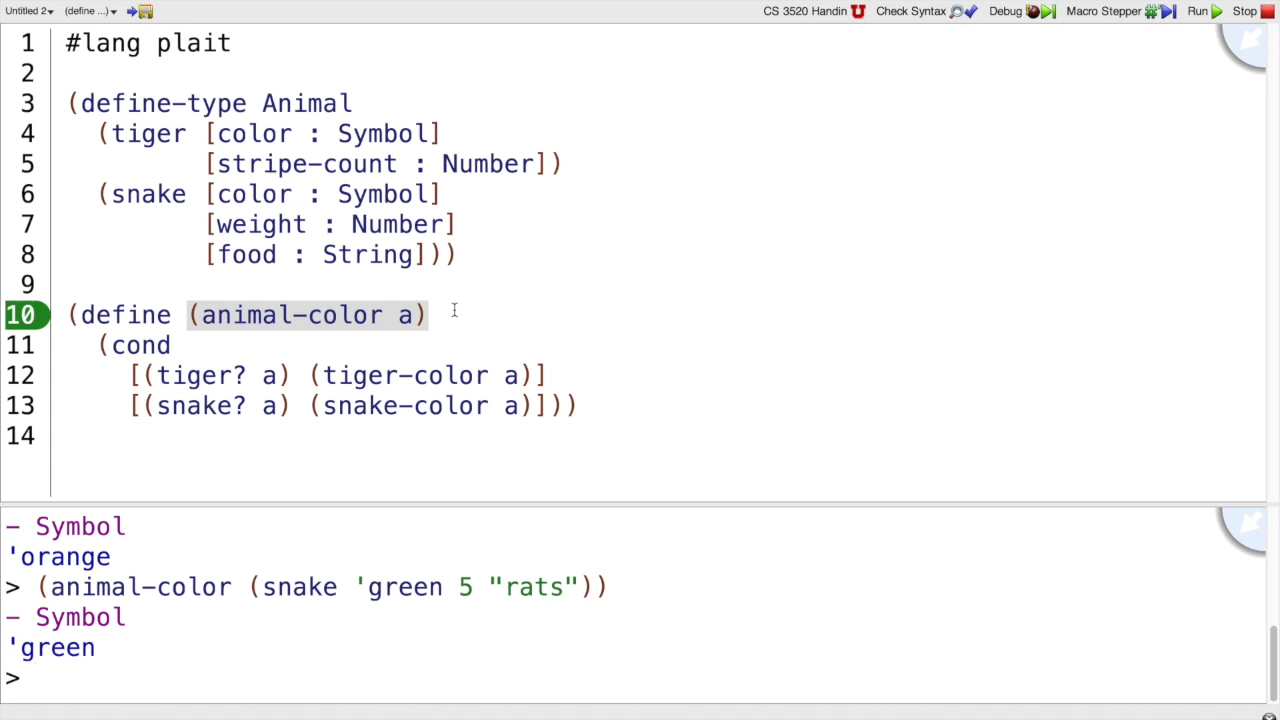 Untitled 2▾ (define ...)▾ CS 3520 Handin Check Syntax Debug Macro Stepper Run Stop
1 #lang plait
2
3 (define-type Animal
4 (tiger [color : Symbol]
5 [stripe-count : Number])
6 (snake [color : Symbol]
7 [weight : Number]
8 [food : String]))
9
10 (define (animal-color a)
11 (cond
12 [(tiger? a) (tiger-color a)]
13 [(snake? a) (snake-color a)]))
14
- Symbol
'orange
> (animal-color (snake 'green 5 "rats"))
- Symbol
'green
>